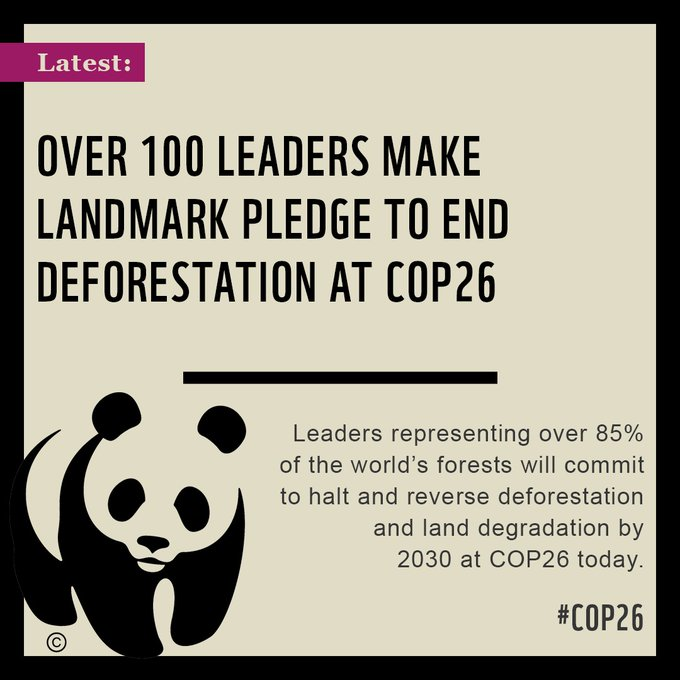 Latest:
OVER 100 LEADERS MAKE
LANDMARK PLEDGE TO END
DEFORESTATION AT COP26
Leaders representing over 85%
of the world’s forests will commit
to halt and reverse deforestation
and land degradation by
2030 at COP26 today.
#COP26
©